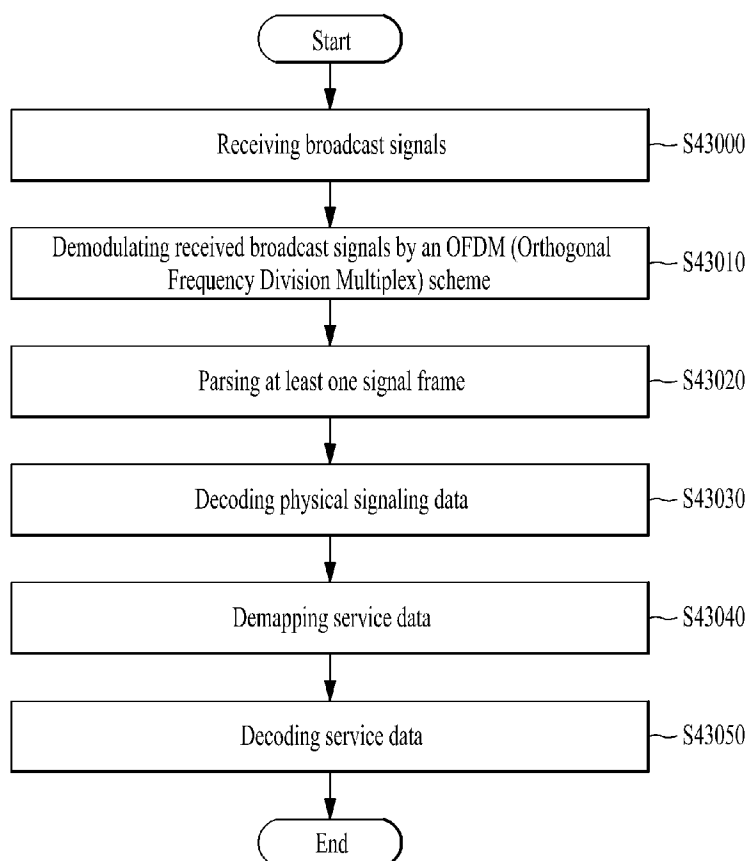 Start
Receiving broadcast signals
S43000
Demodulating received broadcast signals by an OFDM (Orthogonal
Frequency Division Multiplex) scheme
S43010
Parsing at least one signal frame
S43020
Decoding physical signaling data
S43030
Demapping service data
S43040
Decoding service data
S43050
End